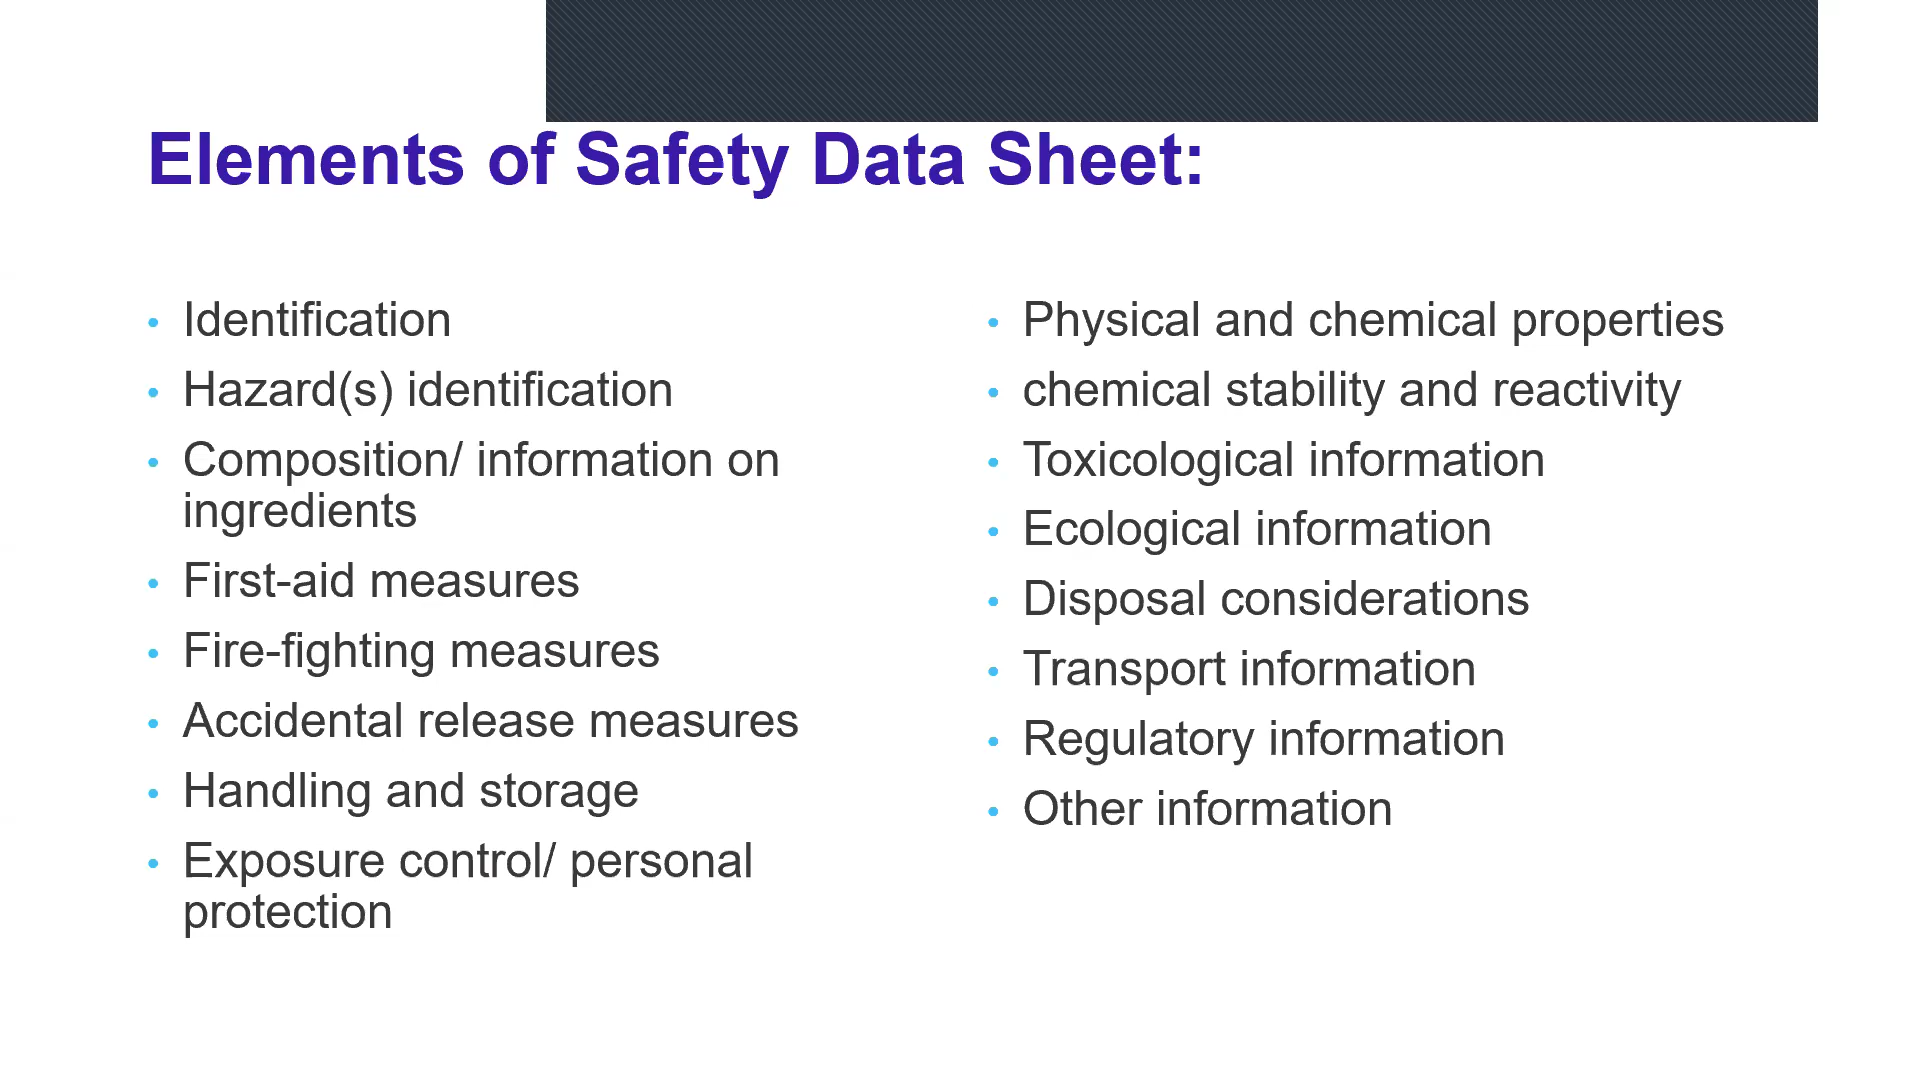 Elements of Safety Data Sheet:
• Identification
• Hazard(s) identification
• Composition/ information on
ingredients
• First-aid measures
• Fire-fighting measures
• Accidental release measures
• Handling and storage
• Exposure control/ personal
protection
• Physical and chemical properties
• chemical stability and reactivity
• Toxicological information
• Ecological information
• Disposal considerations
• Transport information
• Regulatory information
• Other information